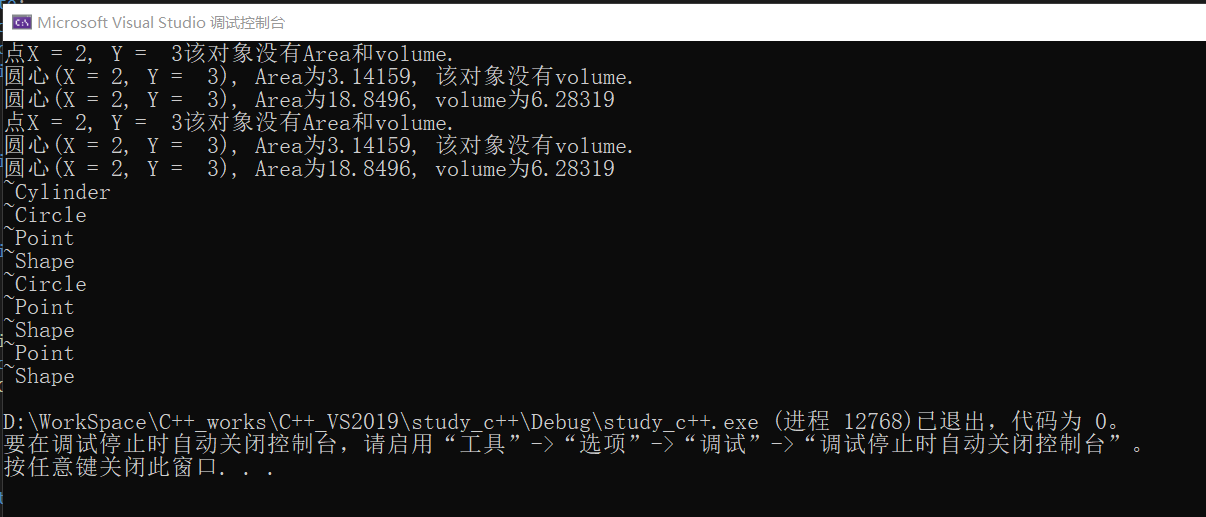 Microsoft Visual Studio 调试控制台
点X = 2, Y =  3该对象没有Area和volume.
圆心(X = 2, Y =  3), Area为3.14159, 该对象没有volume.
圆心(X = 2, Y =  3), Area为18.8496, volume为6.28319
点X = 2, Y =  3该对象没有Area和volume.
圆心(X = 2, Y =  3), Area为3.14159, 该对象没有volume.
圆心(X = 2, Y =  3), Area为18.8496, volume为6.28319
~Cylinder
~Circle
~Point
~Shape
~Circle
~Point
~Shape
~Point
~Shape
D:\WorkSpace\C++_works\C++_VS2019\study_c++\Debug\study_c++.exe (进程 12768)已退出，代码为 0。
要在调试停止时自动关闭控制台，请启用“工具”->“选项”->“调试”->“调试停止时自动关闭控制台”。
按任意键关闭此窗口. . .